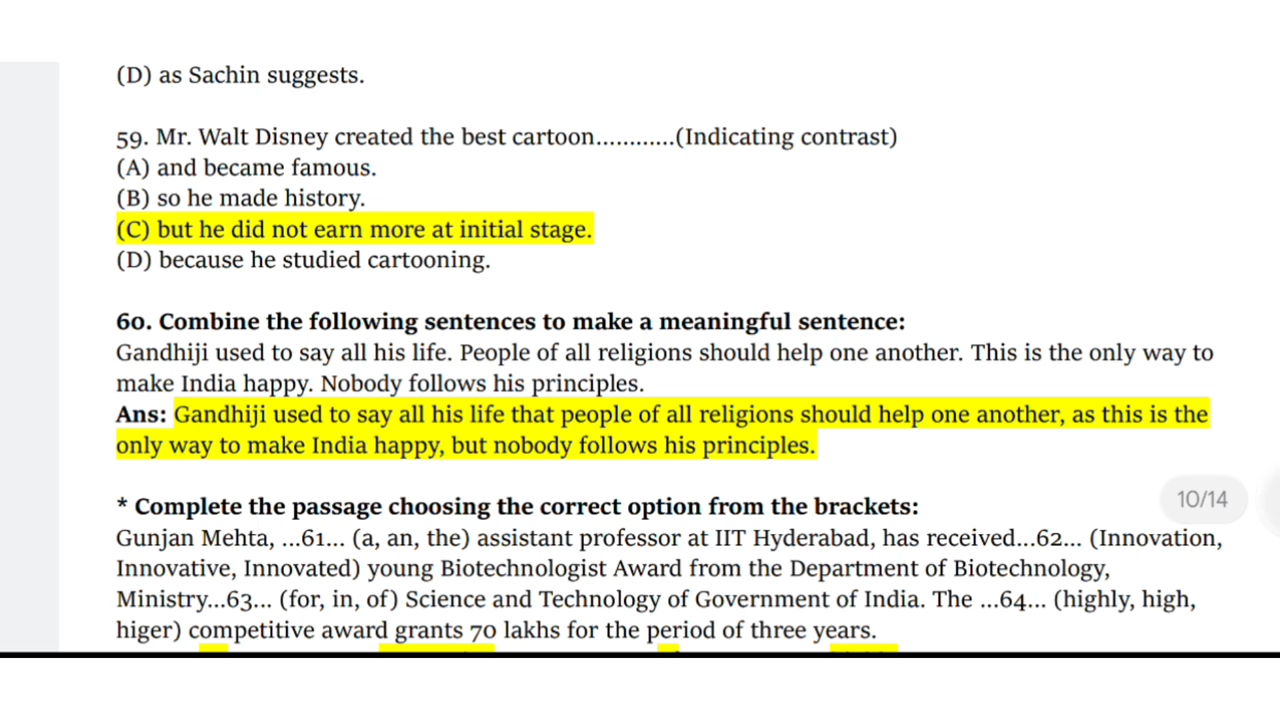 (D) as Sachin suggests.
59. Mr. Walt Disney created the best cartoon............(Indicating contrast)
(A) and became famous.
(B) so he made history.
(C) but he did not earn more at initial stage.
(D) because he studied cartooning.
60. Combine the following sentences to make a meaningful sentence:
Gandhiji used to say all his life. People of all religions should help one another. This is the only way to
make India happy. Nobody follows his principles.
Ans: Gandhiji used to say all his life that people of all religions should help one another, as this is the
only way to make India happy, but nobody follows his principles.
* Complete the passage choosing the correct option from the brackets:
10/14
Gunjan Mehta, ...61... (a, an, the) assistant professor at IIT Hyderabad, has received...62... (Innovation,
Innovative, Innovated) young Biotechnologist Award from the Department of Biotechnology,
Ministry...63... (for, in, of) Science and Technology of Government of India. The ...64... (highly, high,
higer) competitive award grants 70 lakhs for the period of three years.